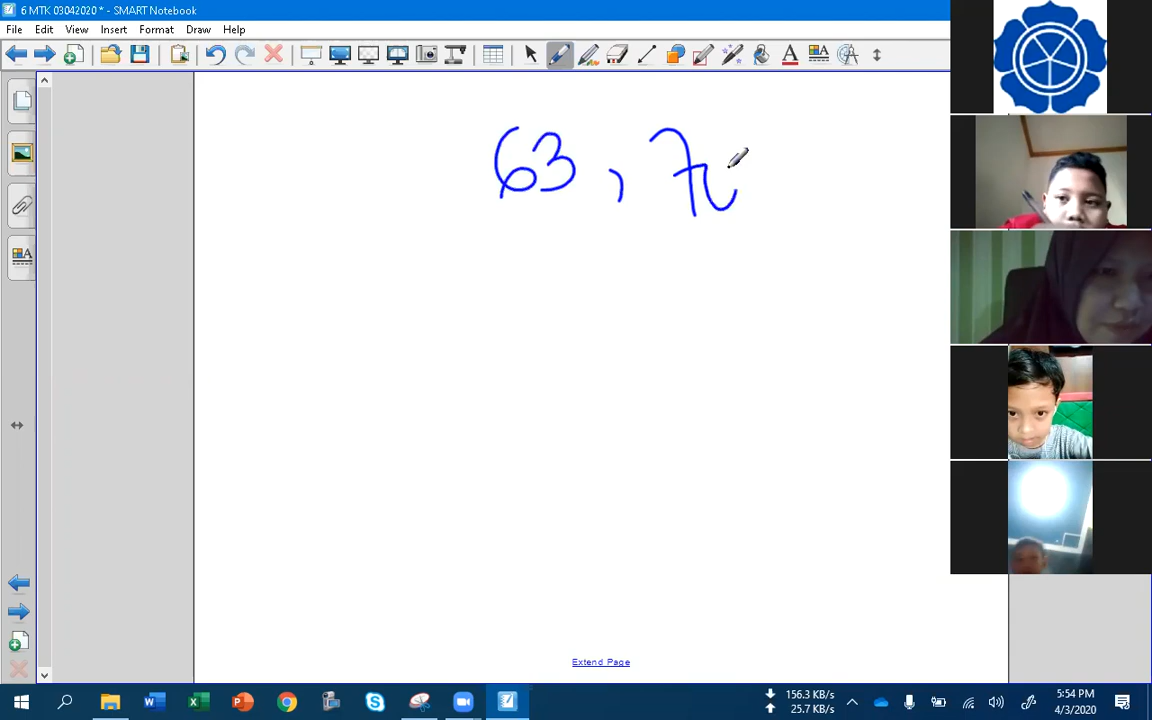 6 MTK 03042020 * - SMART Notebook
File Edit View Insert Format Draw Help
63 ,
Extend Page
156.3 KB/s
25.7 KB/s
5:54 PM
4/3/2020